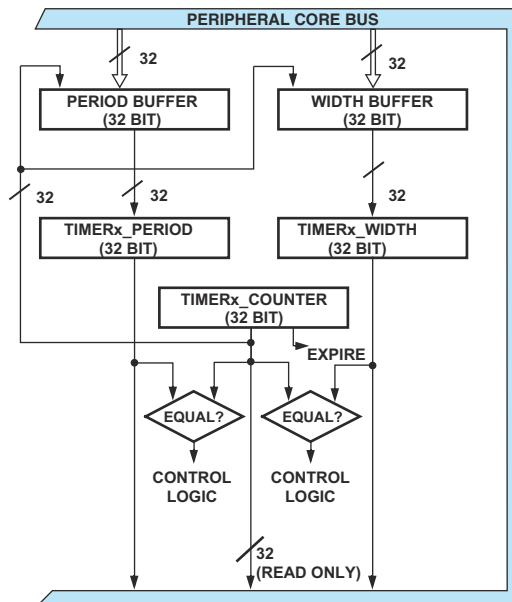 PERIPHERAL CORE BUS
32
32
PERIOD BUFFER
(32 BIT)
WIDTH BUFFER
(32 BIT)
32
32
32
TIMERx_PERIOD
(32 BIT)
TIMERx_WIDTH
(32 BIT)
TIMERx_COUNTER
(32 BIT)
EXPIRE
EQUAL?
EQUAL?
CONTROL
LOGIC
CONTROL
LOGIC
32
(READ ONLY)